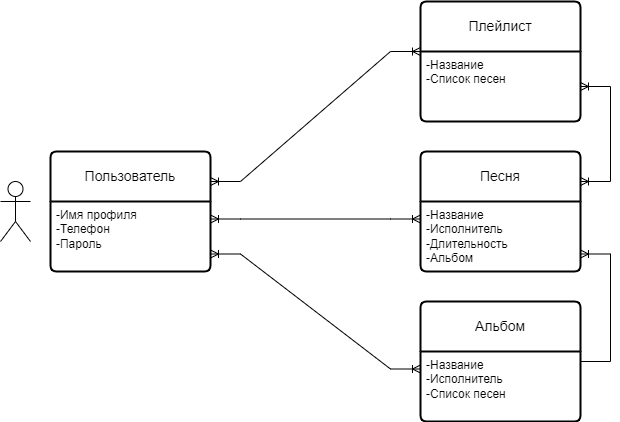 Плейлист
-Название
-Список песен
Пользователь
-Имя профиля
-Телефон
-Пароль
Песня
-Название
-Исполнитель
-Длительность
-Альбом
Альбом
-Название
-Исполнитель
-Список песен